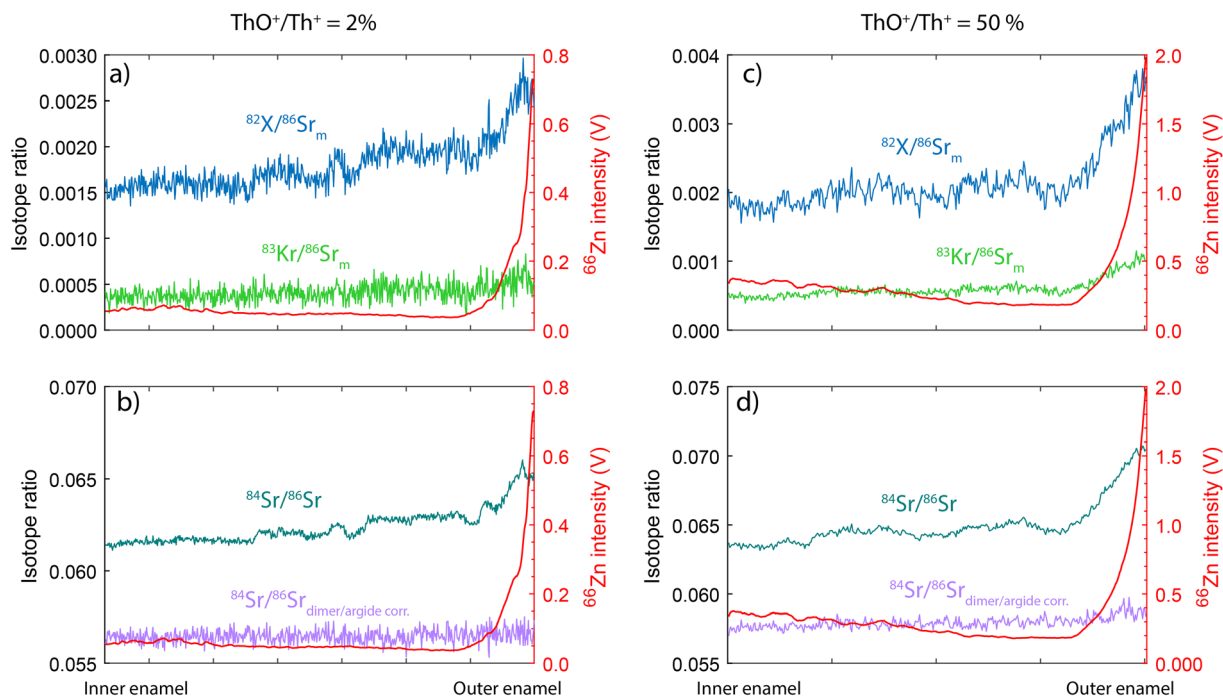 ThO⁺/Th⁺ = 2%
ThO⁺/Th⁺ = 50 %
a)
0.0030
0.0025
0.0020
0.0015
0.0010
0.0005
0.0000
Isotope ratio
⁸²X/⁸⁶Srₘ
⁸³Kr/⁸⁶Srₘ
0.8
0.6
0.4
0.2
0.0
⁶⁶Zn intensity (V)
c)
0.004
0.003
0.002
0.001
0.000
Isotope ratio
⁸²X/⁸⁶Srₘ
⁸³Kr/⁸⁶Srₘ
2.0
1.5
1.0
0.5
0.0
⁶⁶Zn intensity (V)
b)
0.070
0.065
0.060
0.055
Isotope ratio
⁸⁴Sr/⁸⁶Sr
⁸⁴Sr/⁸⁶Sr dimer/argide corr.
0.8
0.6
0.4
0.2
0.0
⁶⁶Zn intensity (V)
Inner enamel
Outer enamel
d)
0.075
0.070
0.065
0.060
0.055
Isotope ratio
⁸⁴Sr/⁸⁶Sr
⁸⁴Sr/⁸⁶Sr dimer/argide corr.
2.0
1.5
1.0
0.5
0.000
⁶⁶Zn intensity (V)
Inner enamel
Outer enamel